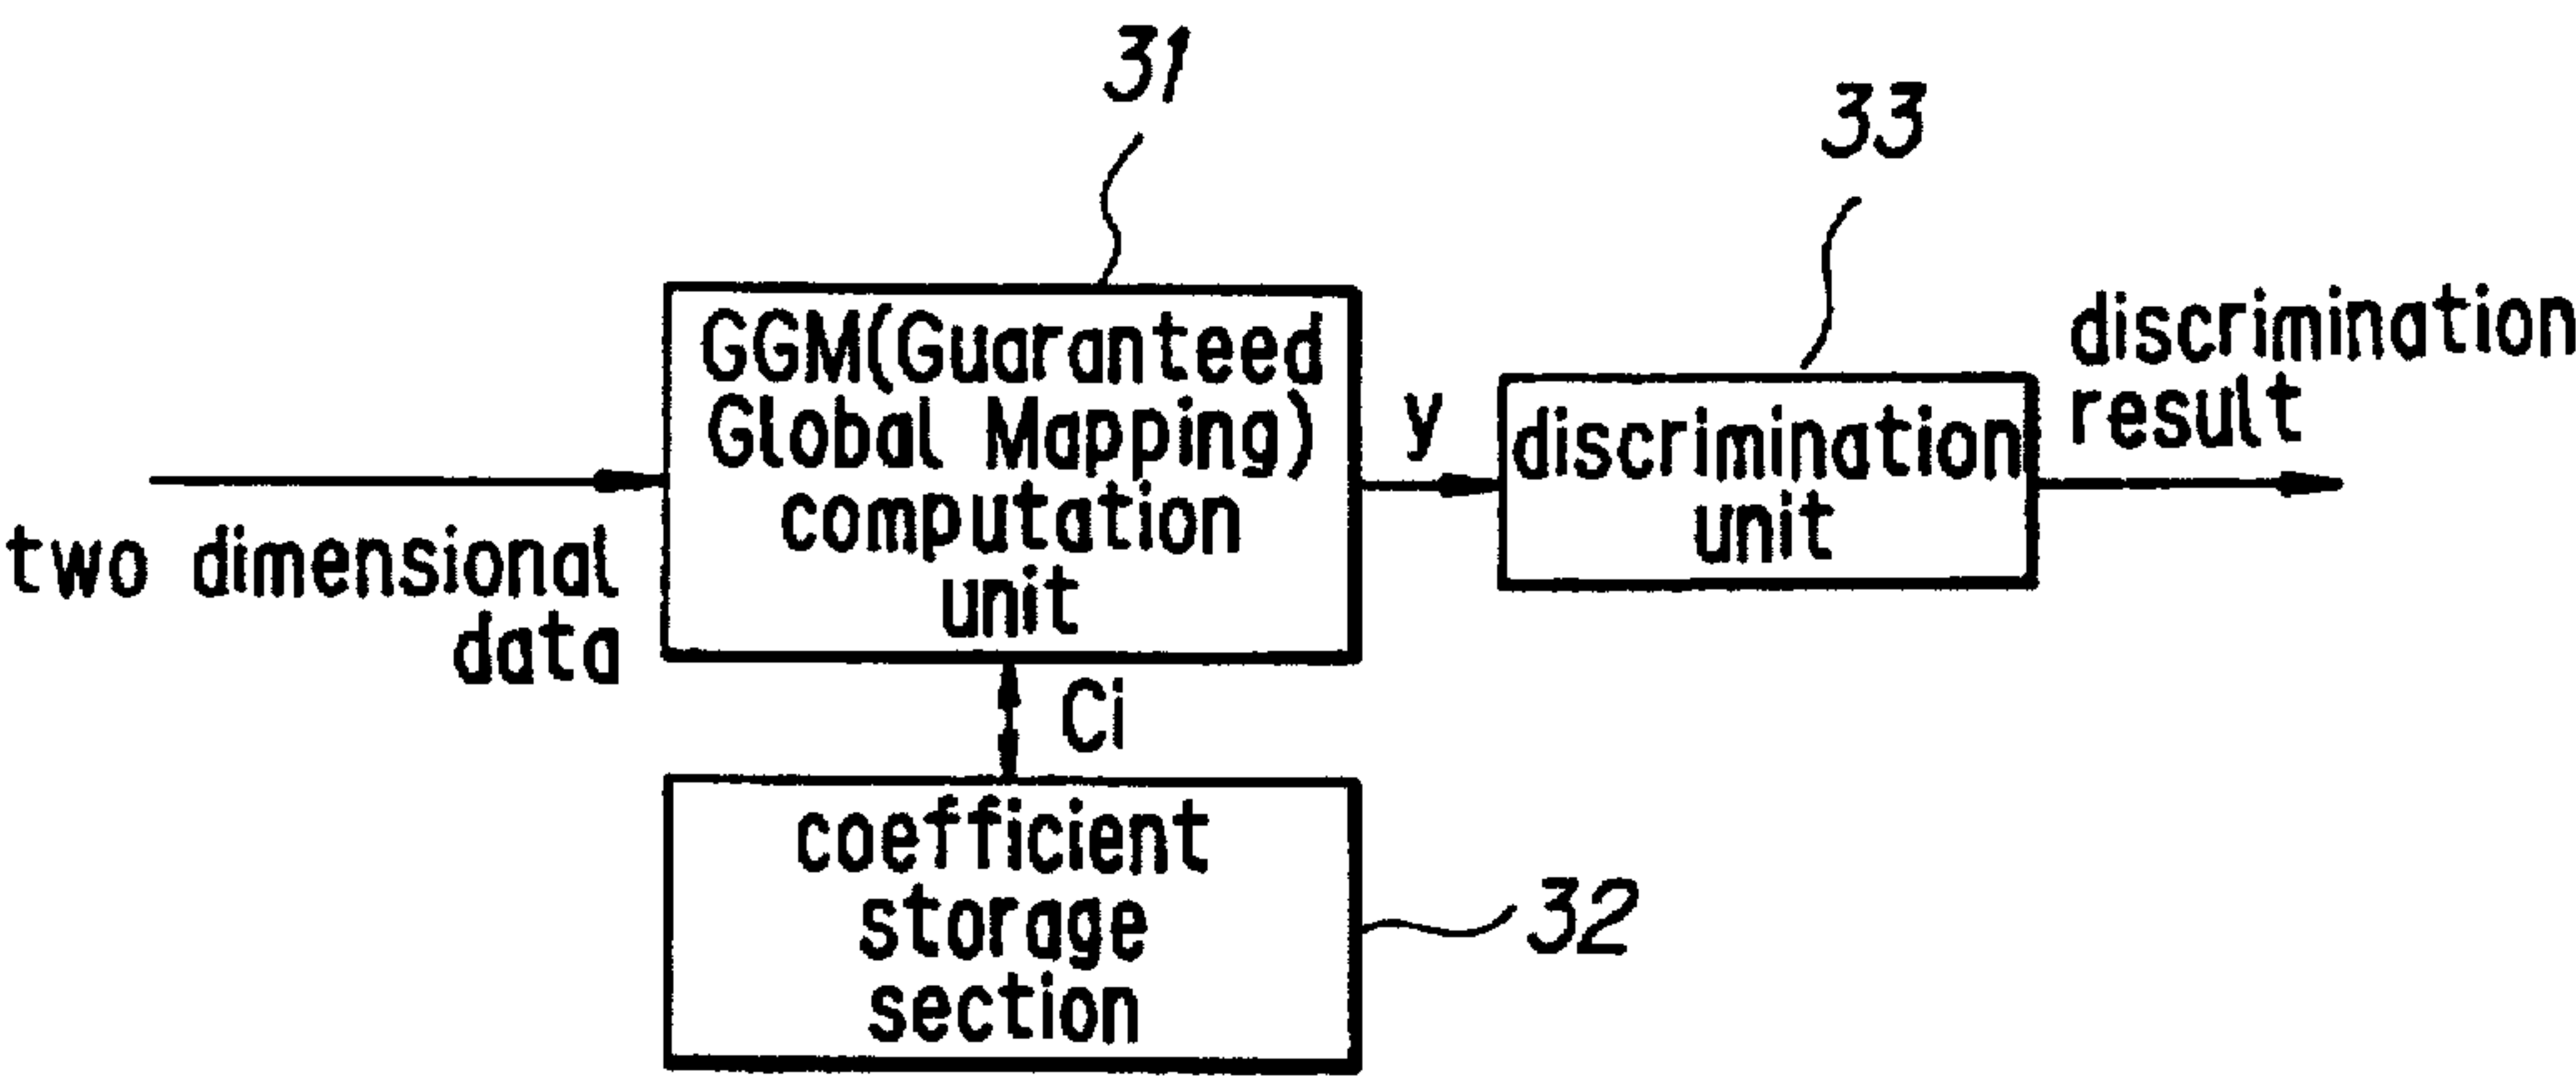 31
33
two dimensional
data
GGM(Guaranteed
Global Mapping)
computation
unit
y
discrimination
unit
discrimination
result
Ci
coefficient
storage
section
32